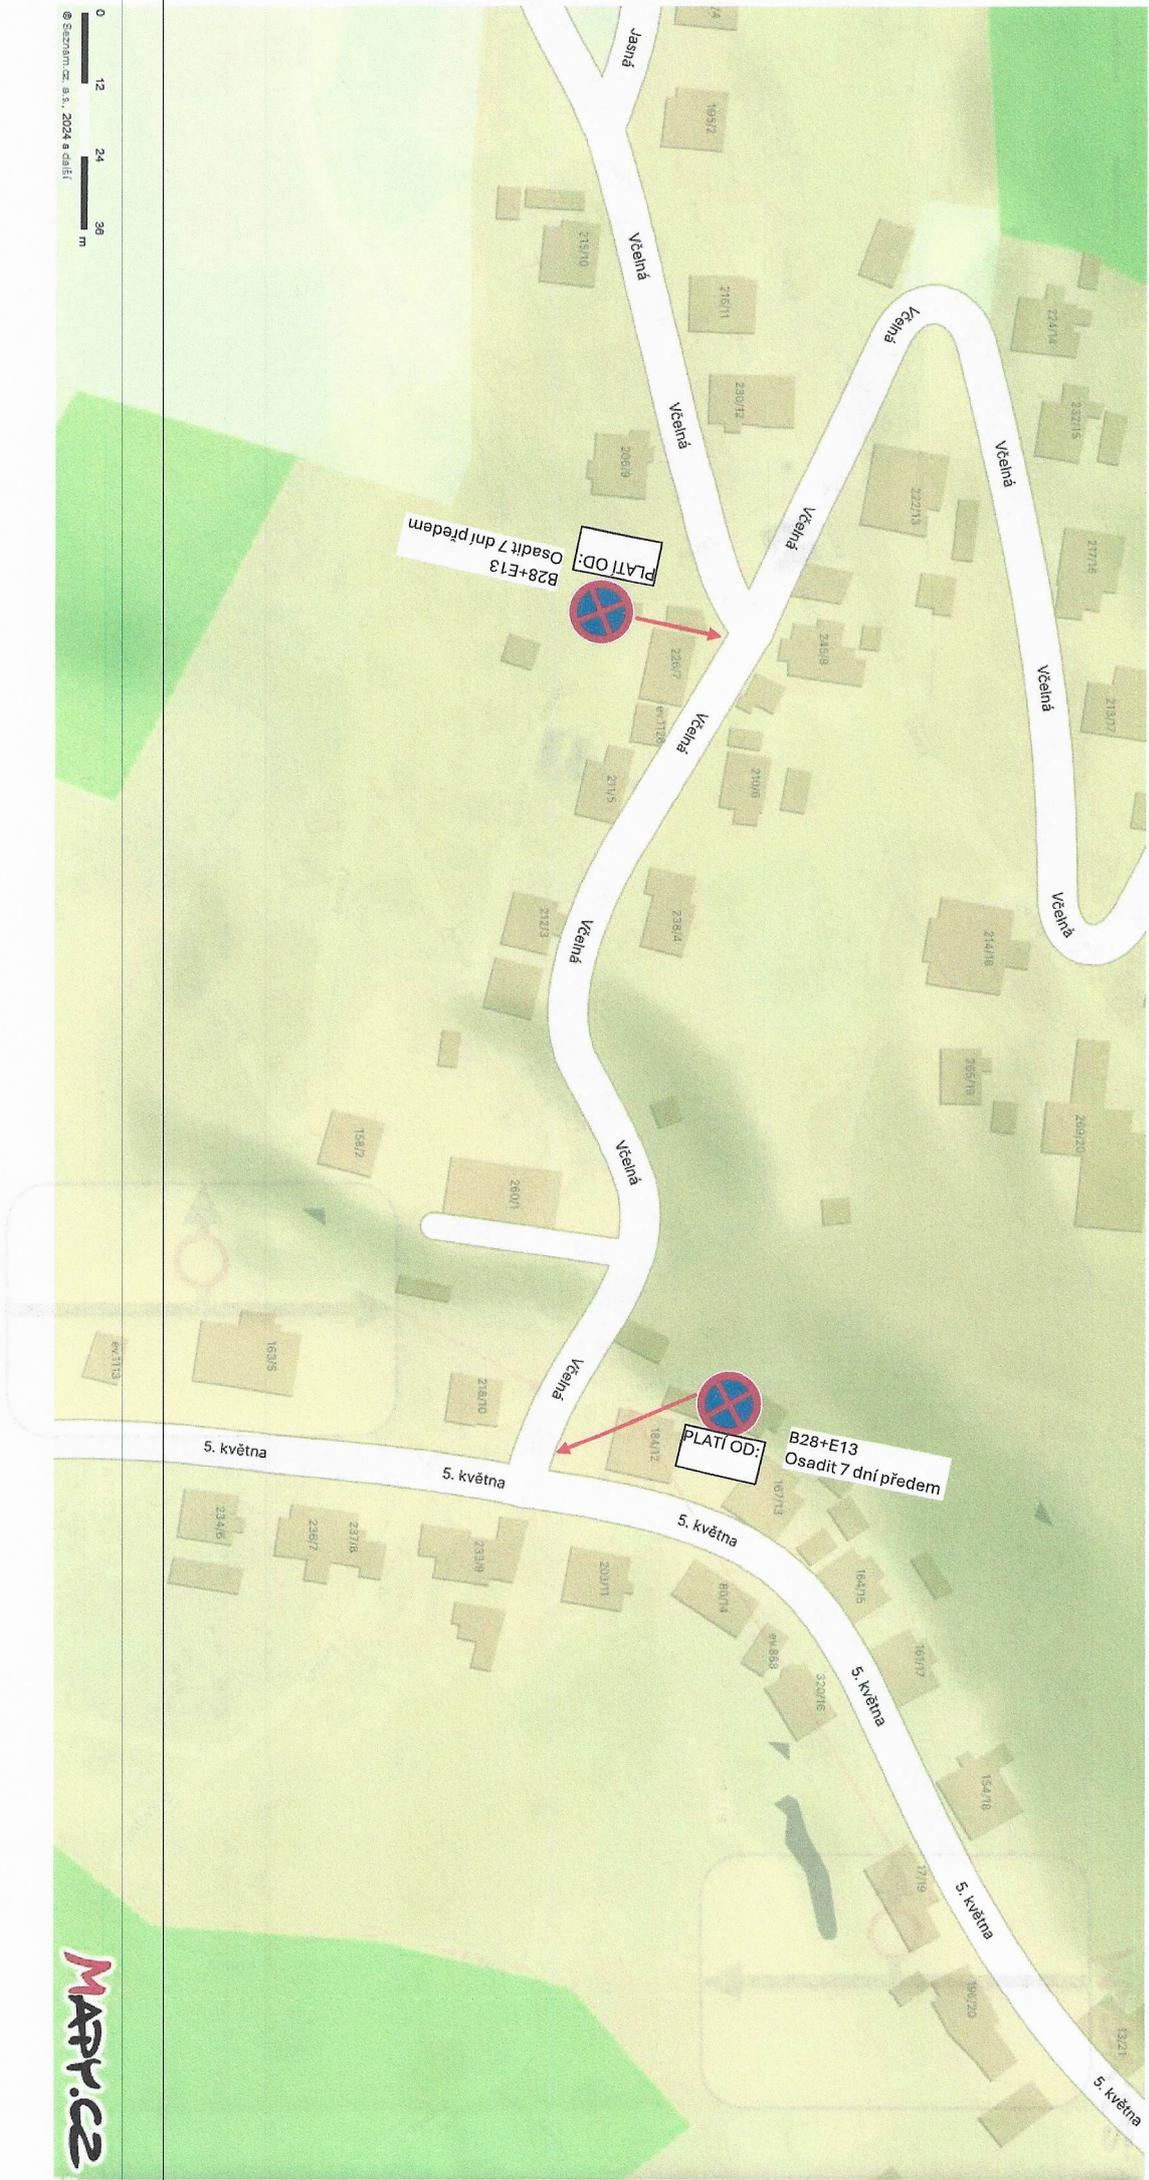 Jasná
195/2
Včelná
215/10
216/11
Včelná
224/14
230/12
232/15
Včelná
206/9
Včelná
222/13
Včelná
217/16
PLATÍ OD:
B28+E13
Osadit 7 dní předem
226/7
245/8
Včelná
213/17
ev.1126
Včelná
211/5
210/6
212/3
238/4
Včelná
214/18
Včelná
265/19
269/20
158/2
260/1
Včelná
ev.1113
163/5
218/10
Včelná
184/12
PLATÍ OD:
B28+E13
Osadit 7 dní předem
5. května
5. května
167/13
5. května
234/6
236/7
237/8
233/9
203/11
80/14
164/15
ev.868
161/17
320/16
5. května
154/18
17/19
5. května
196/20
13/21
5. května
0 12 24 36 m
© Seznam.cz, a.s., 2024 a další
MAPY.CZ